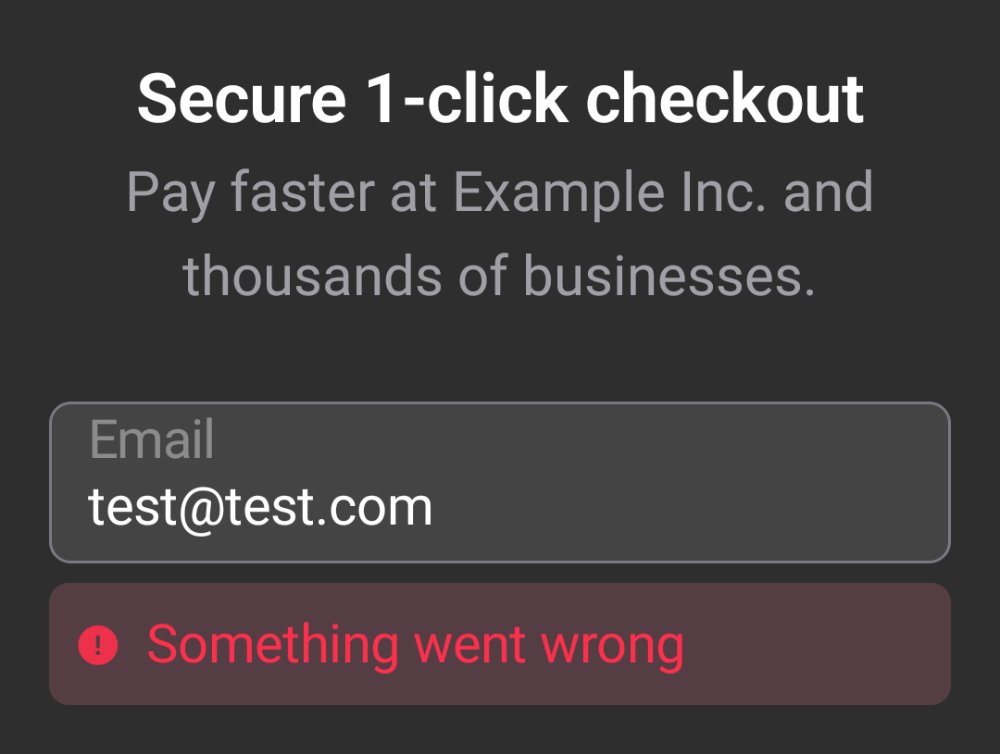 Secure 1-click checkout
Pay faster at Example Inc. and
thousands of businesses.
Email
test@test.com
! Something went wrong